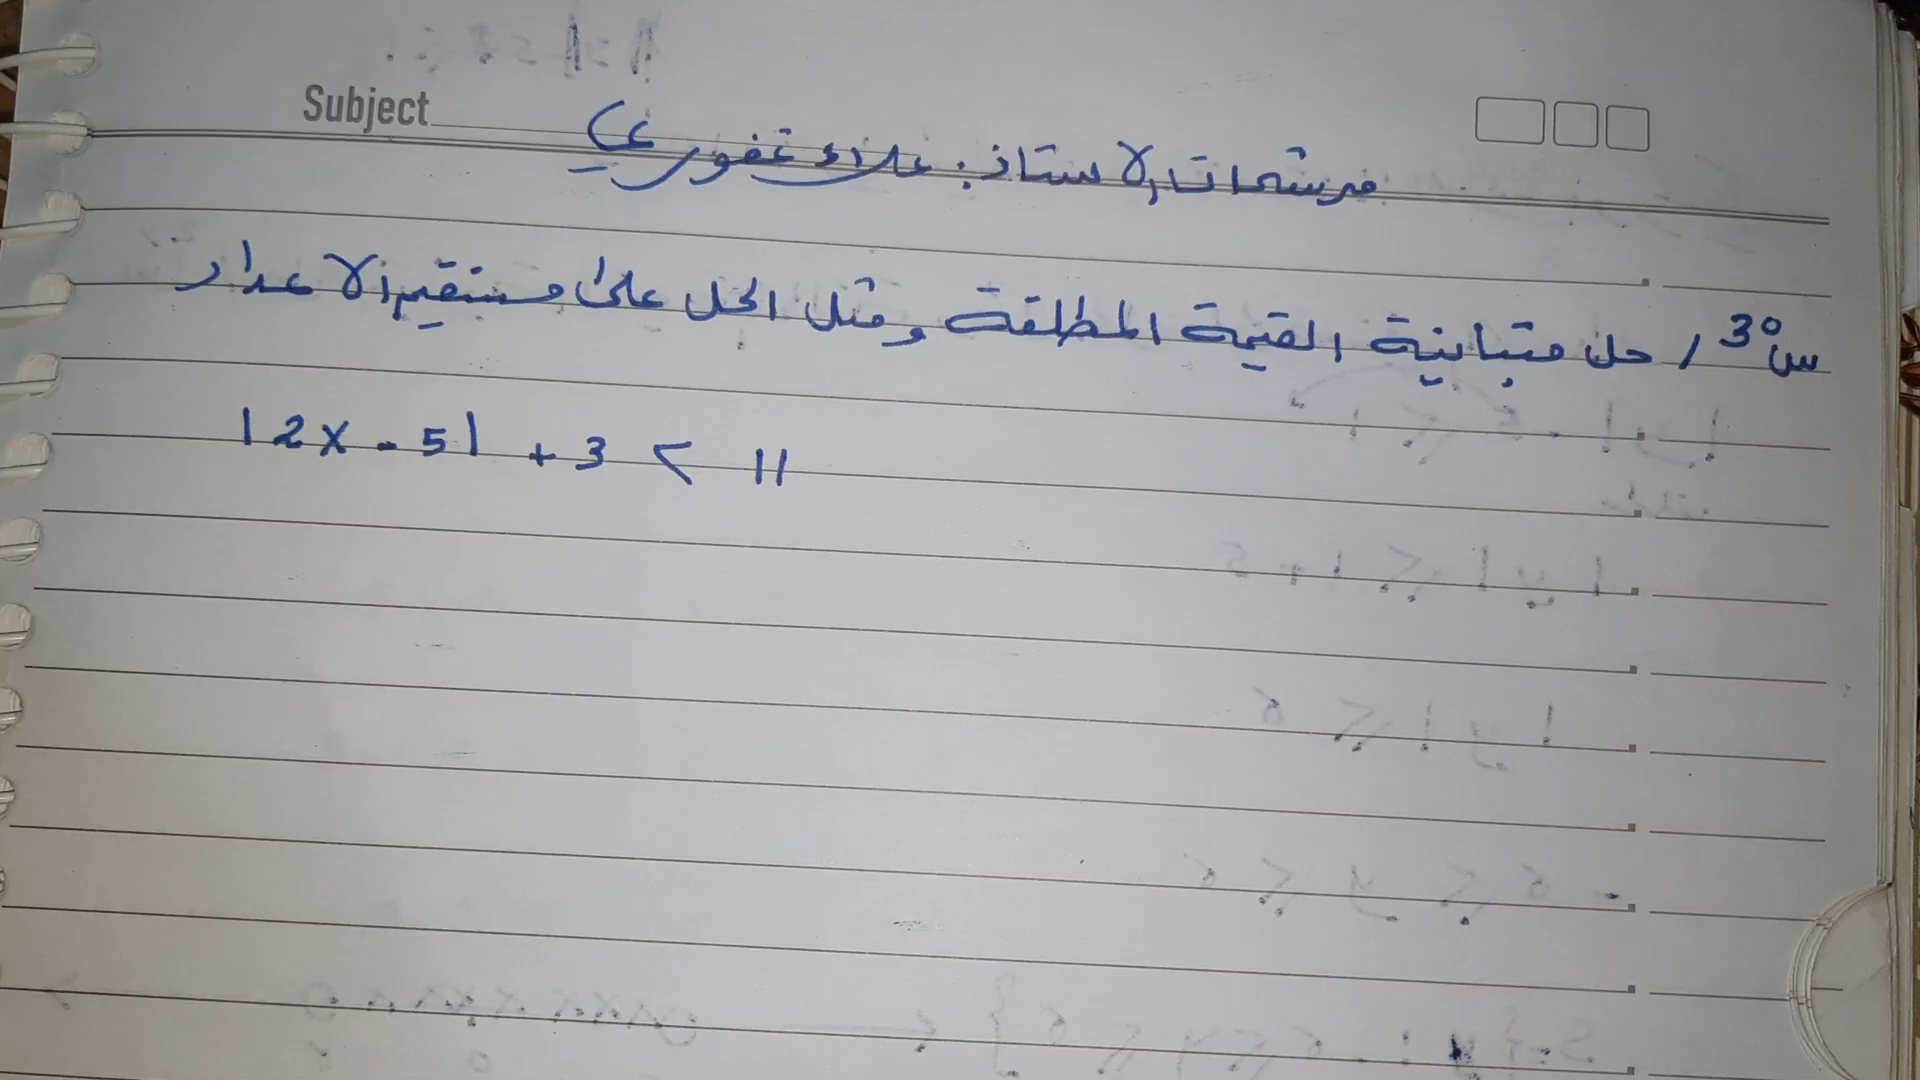 Subject
مرشحات الاستاذ: علاء غفوري
س3° / حل متباينة القيمة المطلقة ومثل الحل على مستقيم الاعداد
|2x - 5| + 3 < 11